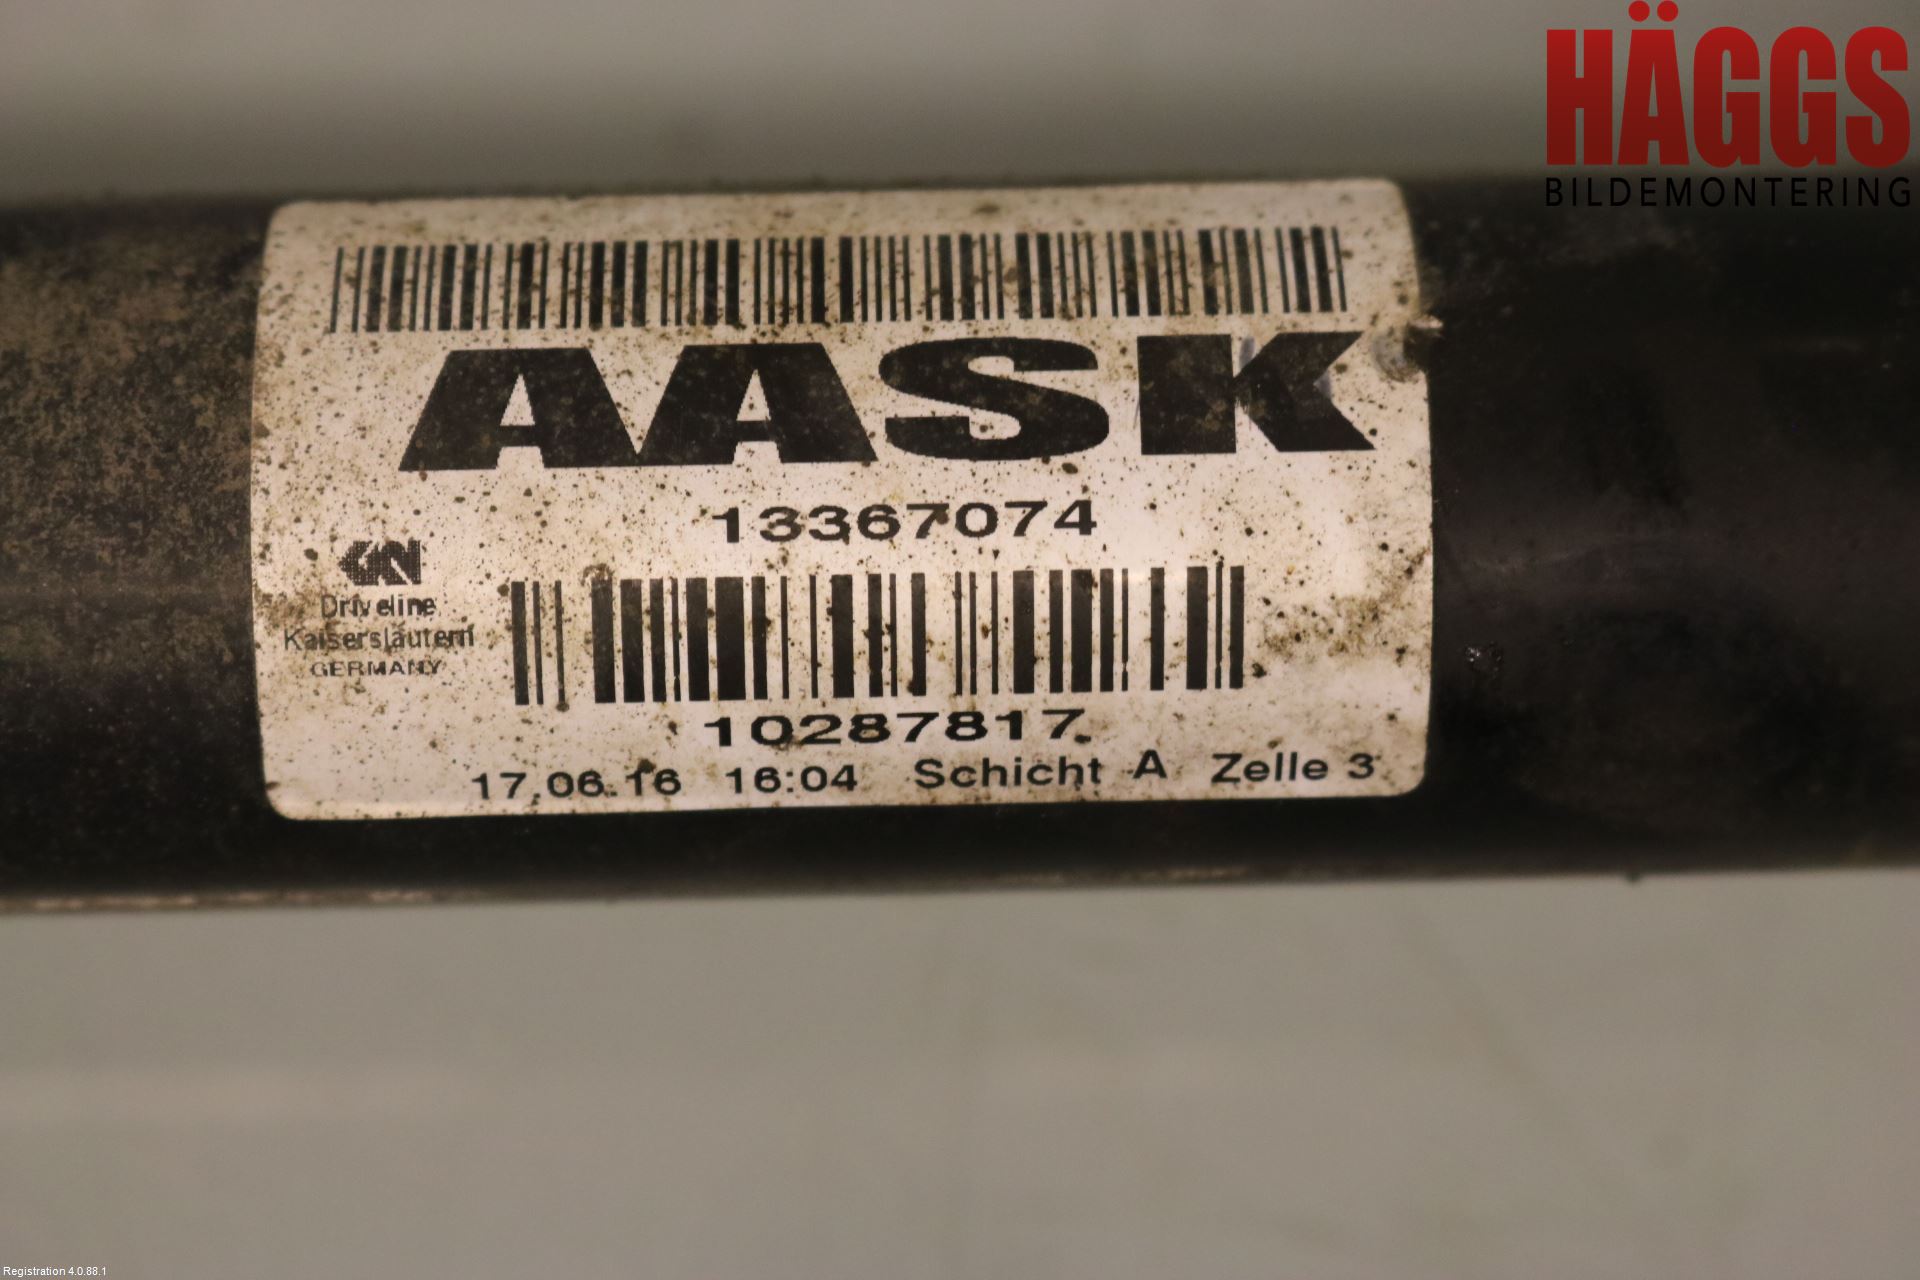 HÄGGS
BILDEMONTERING
AASK
13367074
GKN
Driveline
Kaiserslautern
GERMANY
10287817
17.06.16 16:04 Schicht A Zelle 3
Registration 4.0.88.1